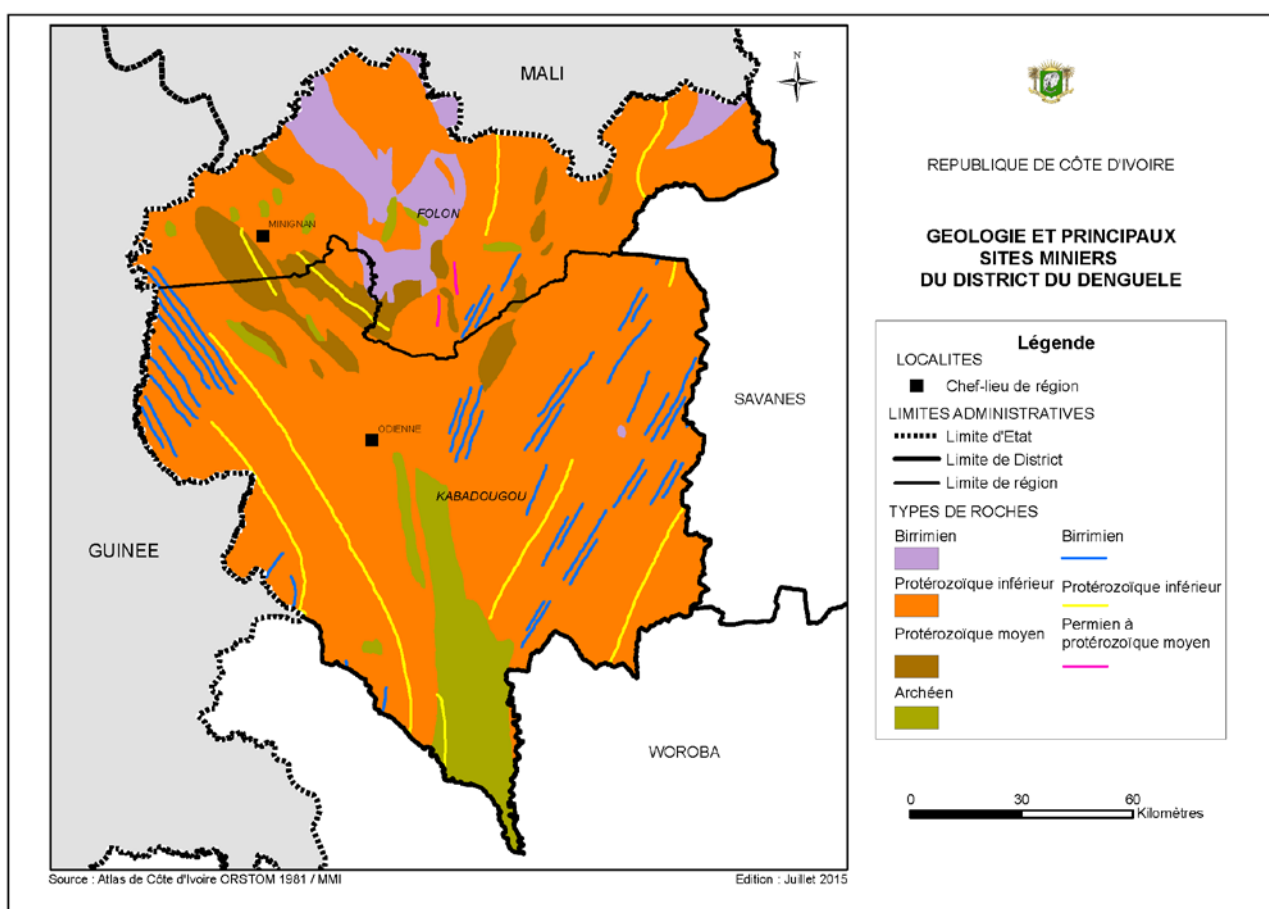 MALI
N
FOLON
MINIGNAN
SAVANES
ODIENNE
KABADOUGOU
GUINEE
WOROBA
REPUBLIQUE DE CÔTE D'IVOIRE
GEOLOGIE ET PRINCIPAUX
SITES MINIERS
DU DISTRICT DU DENGUELE
Légende
LOCALITES
Chef-lieu de région
LIMITES ADMINISTRATIVES
Limite d'Etat
Limite de District
Limite de région
TYPES DE ROCHES
Birrimien
Birrimien
Protérozoïque inférieur
Protérozoïque inférieur
Protérozoïque moyen
Permien à
protérozoïque moyen
Archéen
0 30 60
Kilomètres
Source : Atlas de Côte d'Ivoire ORSTOM 1981 / MMI
Edition : Juillet 2015